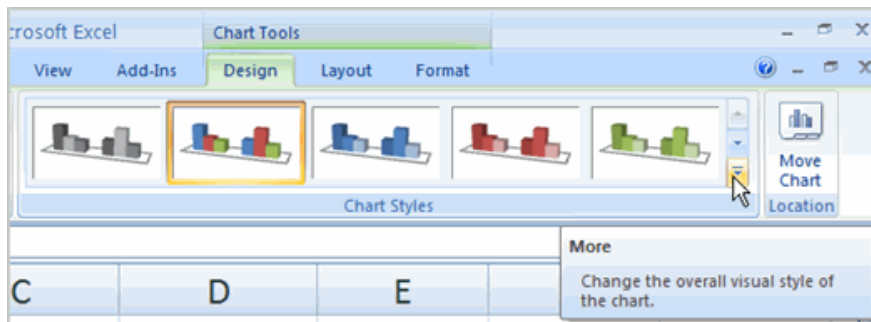 crosoft Excel Chart Tools
View Add-Ins Design Layout Format
Move
Chart
Chart Styles Location
More
Change the overall visual style of
the chart.
C D E